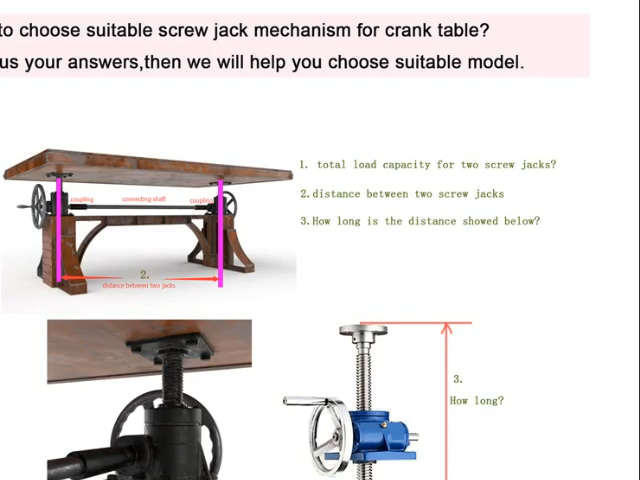 to choose suitable screw jack mechanism for crank table?
us your answers,then we will help you choose suitable model.
1. total load capacity for two screw jacks?
2.distance between two screw jacks
3.How long is the distance showed below?
coupling connecting shaft coupling
2.
distance between two jacks
3.
How long?